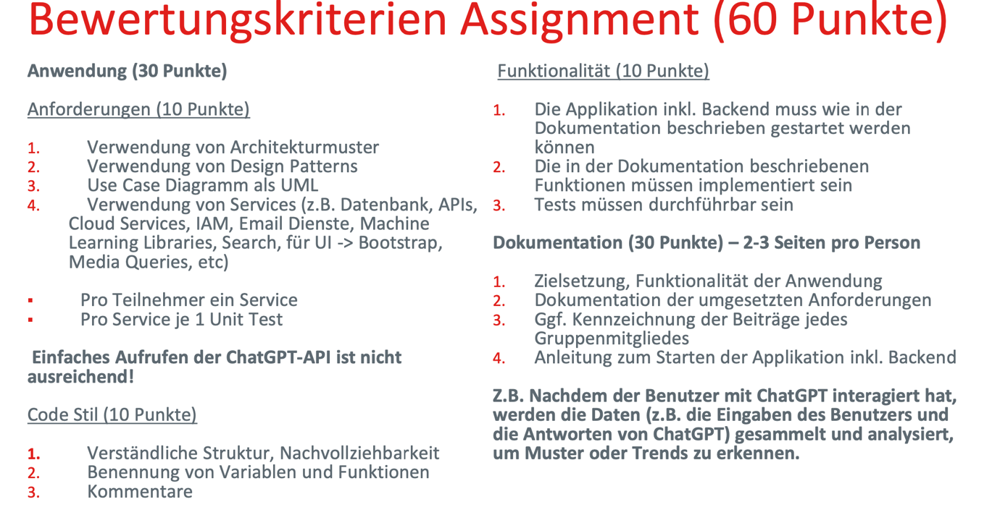 Bewertungskriterien Assignment (60 Punkte)
Anwendung (30 Punkte)
Anforderungen (10 Punkte)
1. Verwendung von Architekturmuster
2. Verwendung von Design Patterns
3. Use Case Diagramm als UML
4. Verwendung von Services (z.B. Datenbank, APIs,
Cloud Services, IAM, Email Dienste, Machine
Learning Libraries, Search, für UI -> Bootstrap,
Media Queries, etc)
▪ Pro Teilnehmer ein Service
▪ Pro Service je 1 Unit Test
Einfaches Aufrufen der ChatGPT-API ist nicht
ausreichend!
Code Stil (10 Punkte)
1. Verständliche Struktur, Nachvollziehbarkeit
2. Benennung von Variablen und Funktionen
3. Kommentare
Funktionalität (10 Punkte)
1. Die Applikation inkl. Backend muss wie in der
Dokumentation beschrieben gestartet werden
können
2. Die in der Dokumentation beschriebenen
Funktionen müssen implementiert sein
3. Tests müssen durchführbar sein
Dokumentation (30 Punkte) – 2-3 Seiten pro Person
1. Zielsetzung, Funktionalität der Anwendung
2. Dokumentation der umgesetzten Anforderungen
3. Ggf. Kennzeichnung der Beiträge jedes
Gruppenmitgliedes
4. Anleitung zum Starten der Applikation inkl. Backend
Z.B. Nachdem der Benutzer mit ChatGPT interagiert hat,
werden die Daten (z.B. die Eingaben des Benutzers und
die Antworten von ChatGPT) gesammelt und analysiert,
um Muster oder Trends zu erkennen.